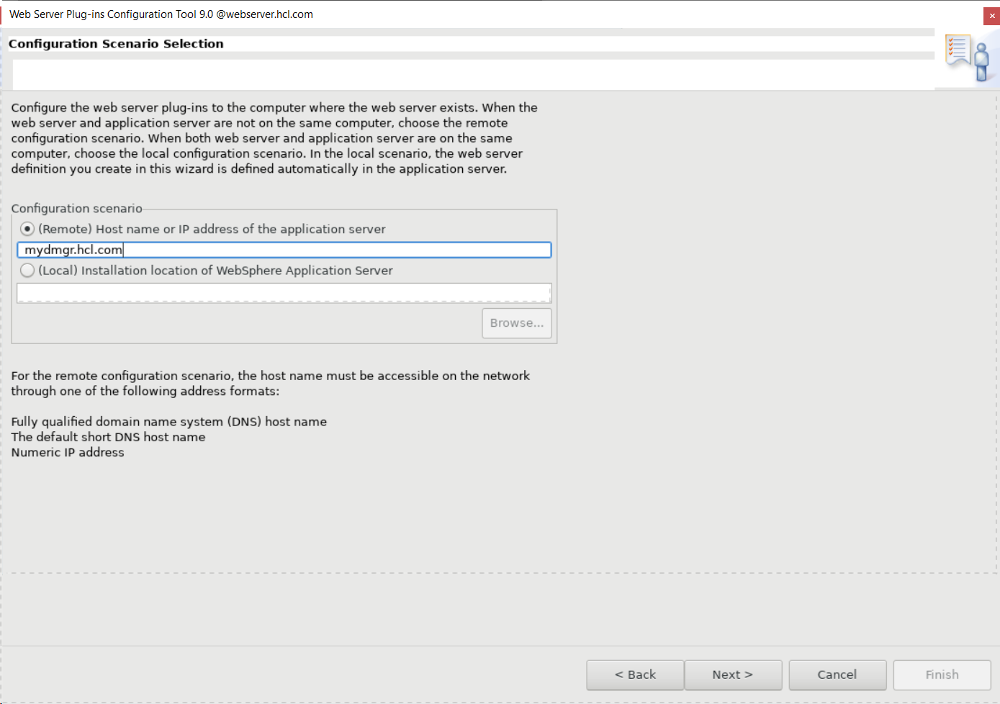 Web Server Plug-ins Configuration Tool 9.0 @webserver.hcl.com
×
Configuration Scenario Selection
Configure the web server plug-ins to the computer where the web server exists. When the
web server and application server are not on the same computer, choose the remote
configuration scenario. When both web server and application server are on the same
computer, choose the local configuration scenario. In the local scenario, the web server
definition you create in this wizard is defined automatically in the application server.
Configuration scenario
(Remote) Host name or IP address of the application server
mydmgr.hcl.com
(Local) Installation location of WebSphere Application Server
Browse...
For the remote configuration scenario, the host name must be accessible on the network
through one of the following address formats:
Fully qualified domain name system (DNS) host name
The default short DNS host name
Numeric IP address
< Back
Next >
Cancel
Finish